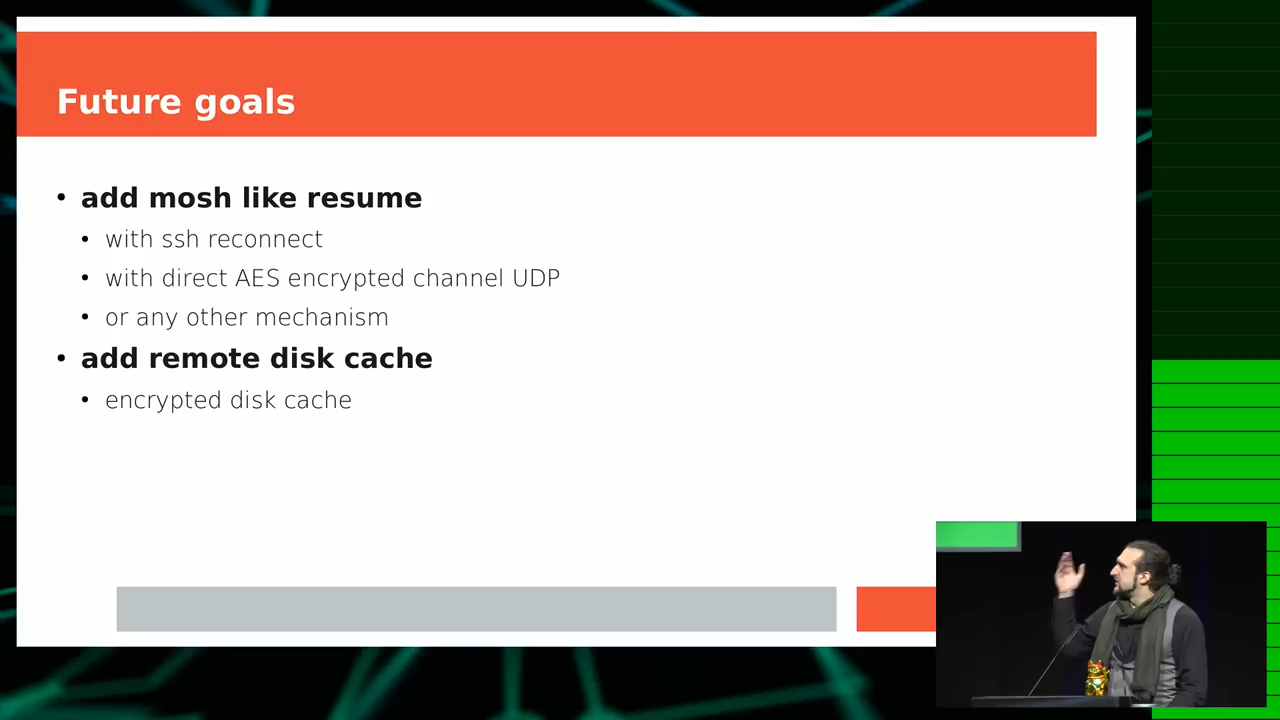 Future goals
• add mosh like resume
• with ssh reconnect
• with direct AES encrypted channel UDP
• or any other mechanism
• add remote disk cache
• encrypted disk cache